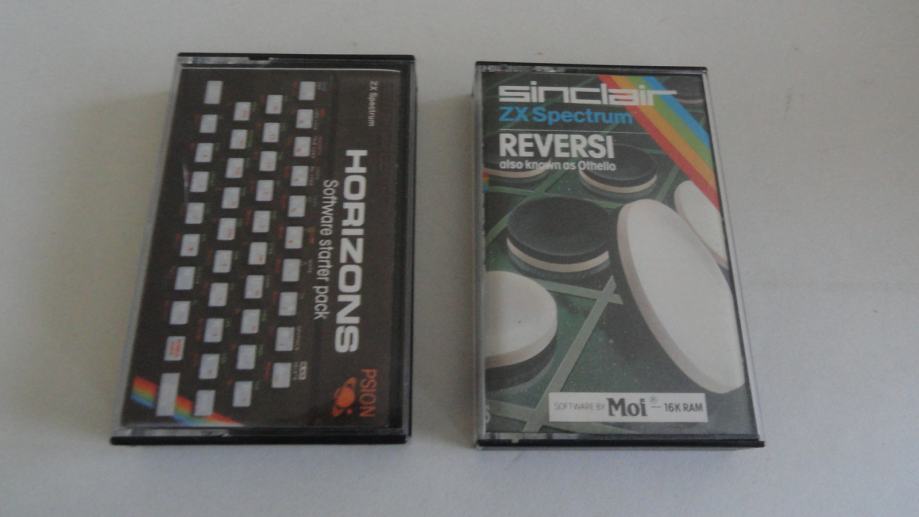 ZX Spectrum
HORIZONS
Software starter pack
PSION
sinclair
ZX Spectrum
REVERSI
also known as Othello
SOFTWARE BY Moi ® — 16K RAM